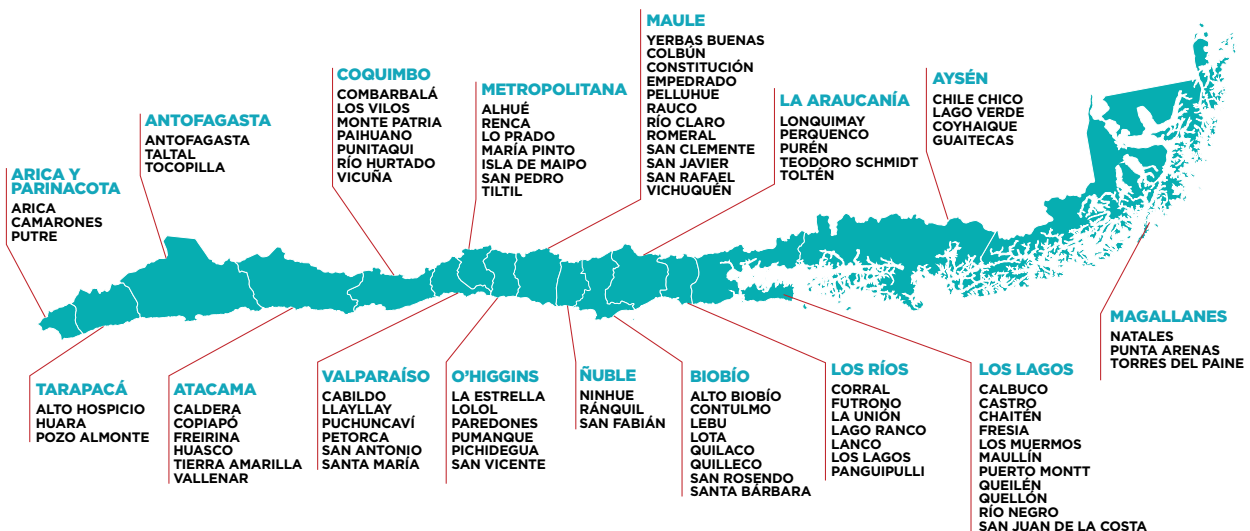 ARICA Y
PARINACOTA
ARICA
CAMARONES
PUTRE
ANTOFAGASTA
ANTOFAGASTA
TALTAL
TOCOPILLA
COQUIMBO
COMBARBALÁ
LOS VILOS
MONTE PATRIA
PAIHUANO
PUNITAQUI
RÍO HURTADO
VICUÑA
METROPOLITANA
ALHUÉ
RENCA
LO PRADO
MARÍA PINTO
ISLA DE MAIPO
SAN PEDRO
TILTIL
MAULE
YERBAS BUENAS
COLBÚN
CONSTITUCIÓN
EMPEDRADO
PELLUHUE
RAUCO
RÍO CLARO
ROMERAL
SAN CLEMENTE
SAN JAVIER
SAN RAFAEL
VICHUQUÉN
LA ARAUCANÍA
LONQUIMAY
PERQUENCO
PURÉN
TEODORO SCHMIDT
TOLTÉN
AYSÉN
CHILE CHICO
LAGO VERDE
COYHAIQUE
GUAITECAS
TARAPACÁ
ALTO HOSPICIO
HUARA
POZO ALMONTE
ATACAMA
CALDERA
COPIAPÓ
FREIRINA
HUASCO
TIERRA AMARILLA
VALLENAR
VALPARAÍSO
CABILDO
LLAYLLAY
PUCHUNCAVÍ
PETORCA
SAN ANTONIO
SANTA MARÍA
O'HIGGINS
LA ESTRELLA
LOLOL
PAREDONES
PUMANQUE
PICHIDEGUA
SAN VICENTE
ÑUBLE
NINHUE
RÁNQUIL
SAN FABIÁN
BIOBÍO
ALTO BIOBÍO
CONTULMO
LEBU
LOTA
QUILACO
QUILLECO
SAN ROSENDO
SANTA BÁRBARA
LOS RÍOS
CORRAL
FUTRONO
LA UNIÓN
LAGO RANCO
LANCO
LOS LAGOS
PANGUIPULLI
LOS LAGOS
CALBUCO
CASTRO
CHAITÉN
FRESIA
LOS MUERMOS
MAULLÍN
PUERTO MONTT
QUEILÉN
QUELLÓN
RÍO NEGRO
SAN JUAN DE LA COSTA
MAGALLANES
NATALES
PUNTA ARENAS
TORRES DEL PAINE